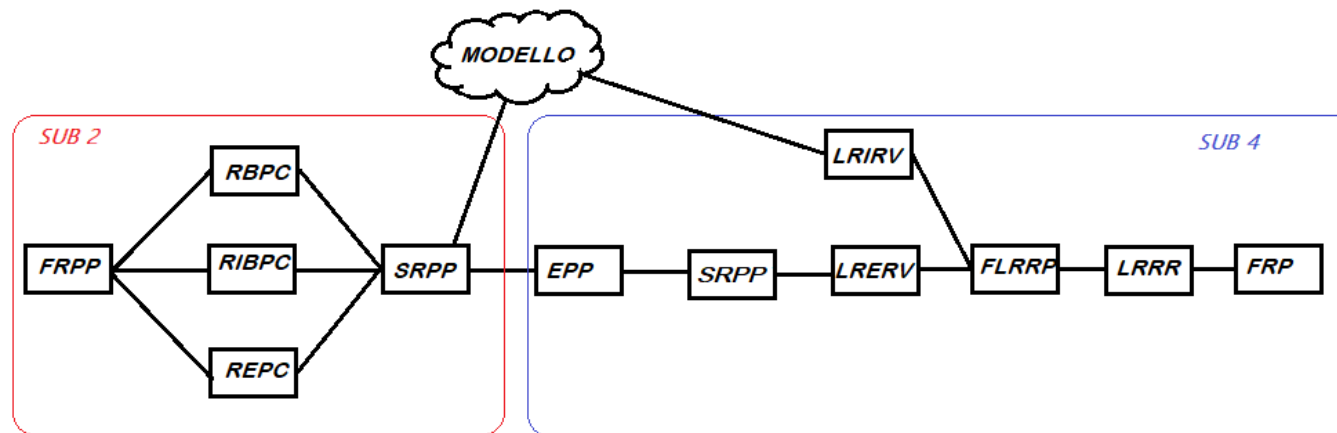 MODELLO
SUB 2
SUB 4
RBPC
LRIRV
FRPP
RIBPC
SRPP
EPP
SRPP
LRERV
FLRRP
LRRR
FRP
REPC